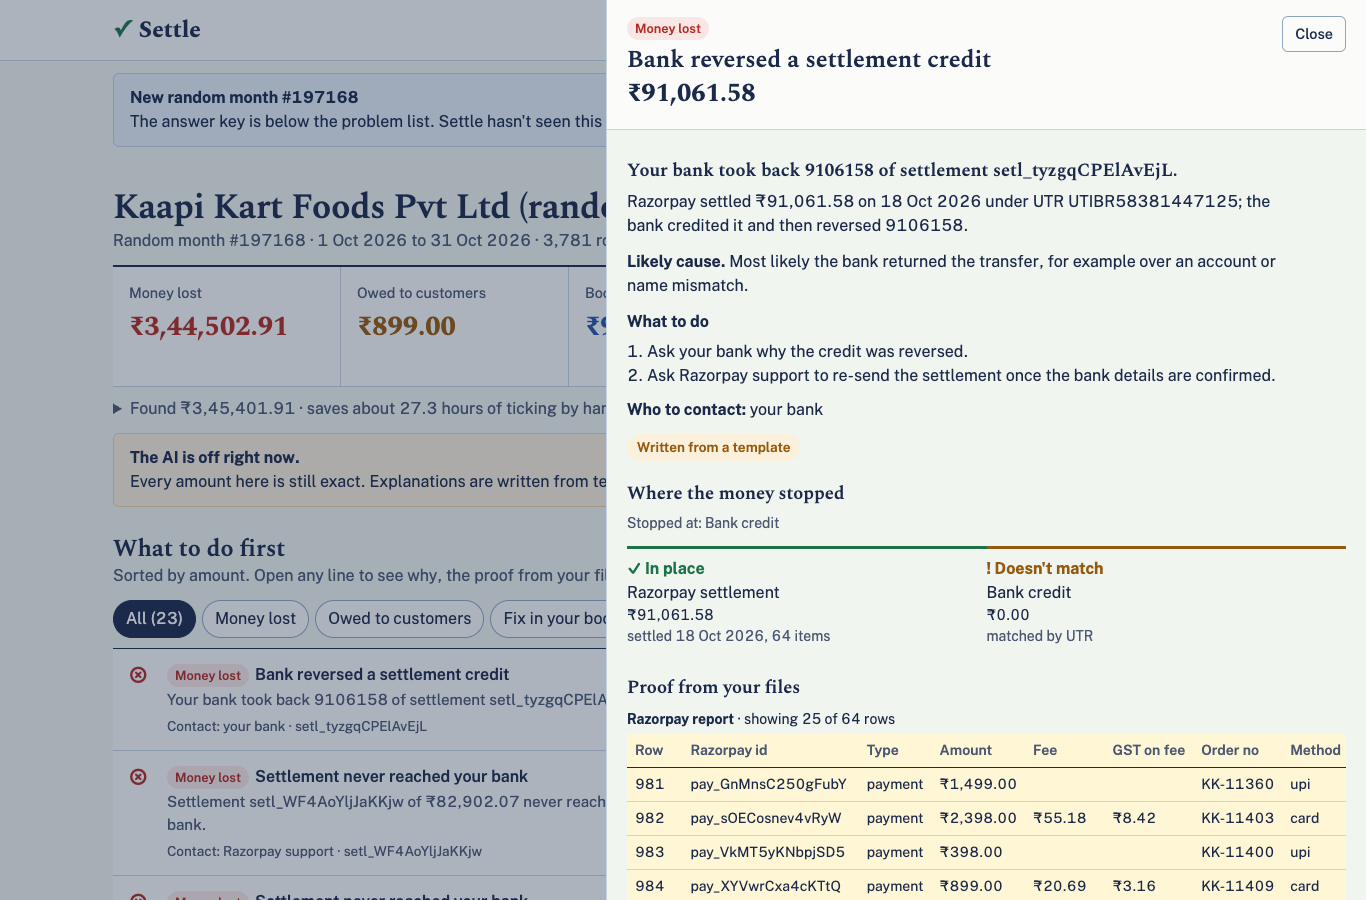 Settle
New random month #197168
The answer key is below the problem list. Settle hasn't seen this
Kaapi Kart Foods Pvt Ltd
Random month #197168 · 1 Oct 2026 to 31 Oct 2026 · 3,781
Money lost
₹3,44,502.91
Owed to customers
₹899.00
Found ₹3,45,401.91 · saves about 27.3 hours of ticking by
The AI is off right now.
Every amount here is still exact. Explanations are written from
What to do first
Sorted by amount. Open any line to see why, the proof from your
All (23)
Money lost
Owed to customers
Fix in your
Money lost Bank reversed a settlement credit
Your bank took back 9106158 of settlement
Contact: your bank · setl_tyzgqCPElAvEjL
Money lost Settlement never reached your bank
Settlement setl_WF4AoYljJaKKjw of ₹82,902.07 never reach
bank.
Contact: Razorpay support · setl_WF4AoYljJaKKjw
Money lost
Bank reversed a settlement credit
₹91,061.58
Close
Your bank took back 9106158 of settlement setl_tyzgqCPElAvEjL.
Razorpay settled ₹91,061.58 on 18 Oct 2026 under UTR UTIBR58381447125; the
bank credited it and then reversed 9106158.
Likely cause. Most likely the bank returned the transfer, for example over an account or
name mismatch.
What to do
1. Ask your bank why the credit was reversed.
2. Ask Razorpay support to re-send the settlement once the bank details are confirmed.
Who to contact: your bank
Written from a template
Where the money stopped
Stopped at: Bank credit
In place
Razorpay settlement
₹91,061.58
settled 18 Oct 2026, 64 items
! Doesn't match
Bank credit
₹0.00
matched by UTR
Proof from your files
Razorpay report · showing 25 of 64 rows
Row Razorpay id Type Amount Fee GST on fee Order no Method
981 pay_GnMnsC250gFubY payment ₹1,499.00 KK-11360 upi
982 pay_sOECosnev4vRyW payment ₹2,398.00 ₹55.18 ₹8.42 KK-11403 card
983 pay_VkMT5yKNbpjSD5 payment ₹398.00 KK-11400 upi
984 pay_XYVwrCxa4cKTtQ payment ₹899.00 ₹20.69 ₹3.16 KK-11409 card